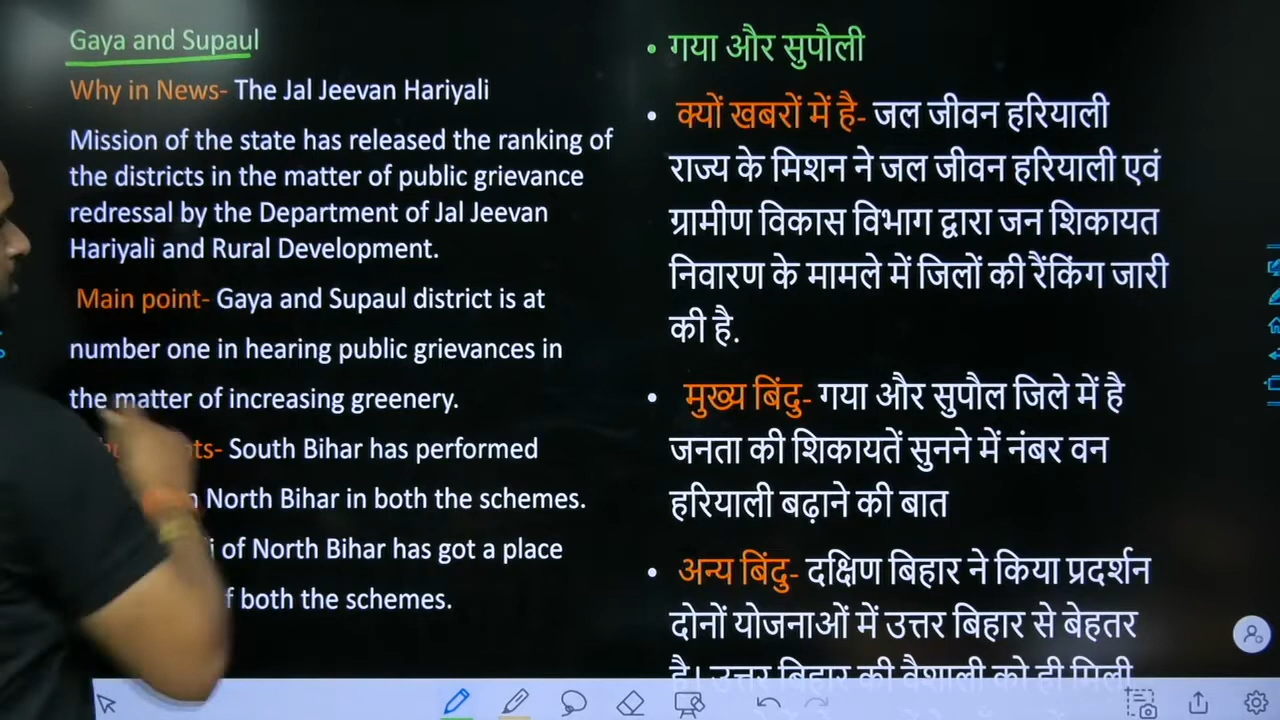 Gaya and Supaul
Why in News- The Jal Jeevan Hariyali
Mission of the state has released the ranking of
the districts in the matter of public grievance
redressal by the Department of Jal Jeevan
Hariyali and Rural Development.
Main point- Gaya and Supaul district is at
number one in hearing public grievances in
the matter of increasing greenery.
South Bihar has performed
North Bihar in both the schemes.
of North Bihar has got a place
both the schemes.
• गया और सुपौली
• क्यों खबरों में है- जल जीवन हरियाली
राज्य के मिशन ने जल जीवन हरियाली एवं
ग्रामीण विकास विभाग द्वारा जन शिकायत
निवारण के मामले में जिलों की रैंकिंग जारी
की है.
• मुख्य बिंदु- गया और सुपौल जिले में है
जनता की शिकायतें सुनने में नंबर वन
हरियाली बढ़ाने की बात
• अन्य बिंदु- दक्षिण बिहार ने किया प्रदर्शन
दोनों योजनाओं में उत्तर बिहार से बेहतर
है। उत्तर बिहार की वैशाली को ही मिली